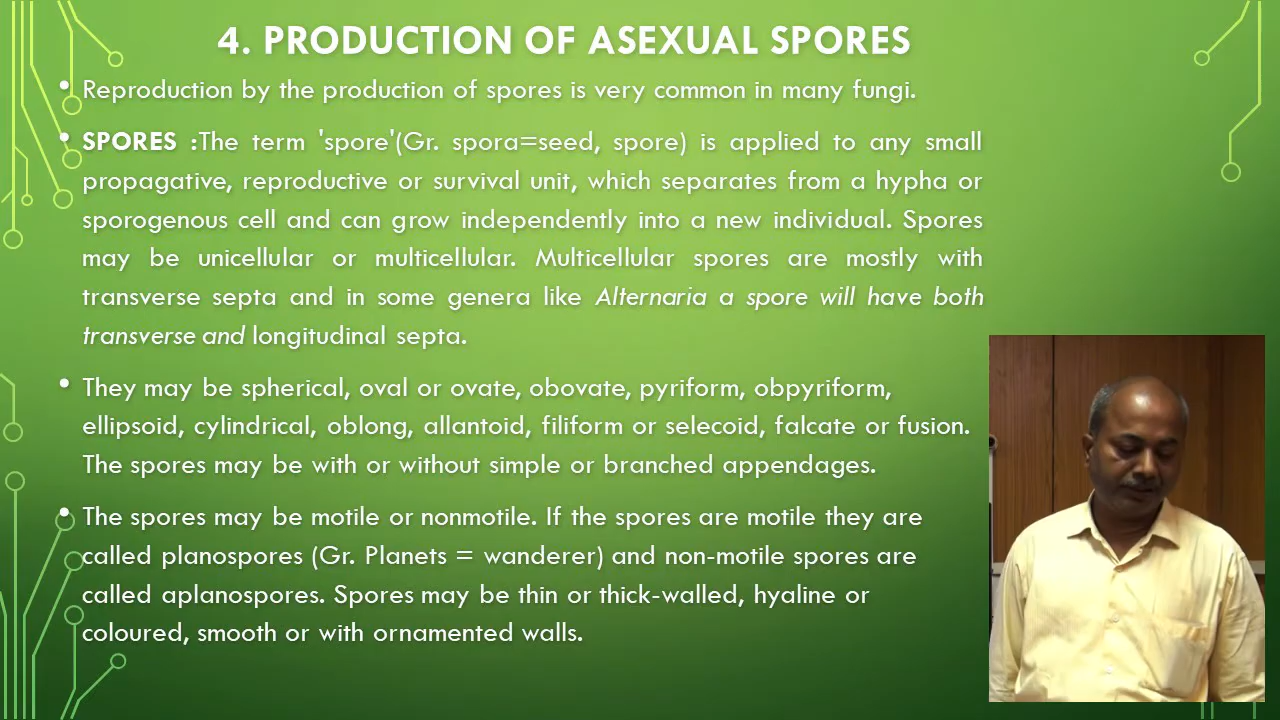 4. PRODUCTION OF ASEXUAL SPORES
• Reproduction by the production of spores is very common in many fungi.
• SPORES :The term 'spore'(Gr. spora=seed, spore) is applied to any small
propagative, reproductive or survival unit, which separates from a hypha or
sporogenous cell and can grow independently into a new individual. Spores
may be unicellular or multicellular. Multicellular spores are mostly with
transverse septa and in some genera like Alternaria a spore will have both
transverse and longitudinal septa.
• They may be spherical, oval or ovate, obovate, pyriform, obpyriform,
ellipsoid, cylindrical, oblong, allantoid, filiform or selecoid, falcate or fusion.
The spores may be with or without simple or branched appendages.
• The spores may be motile or nonmotile. If the spores are motile they are
called planospores (Gr. Planets = wanderer) and non-motile spores are
called aplanospores. Spores may be thin or thick-walled, hyaline or
coloured, smooth or with ornamented walls.